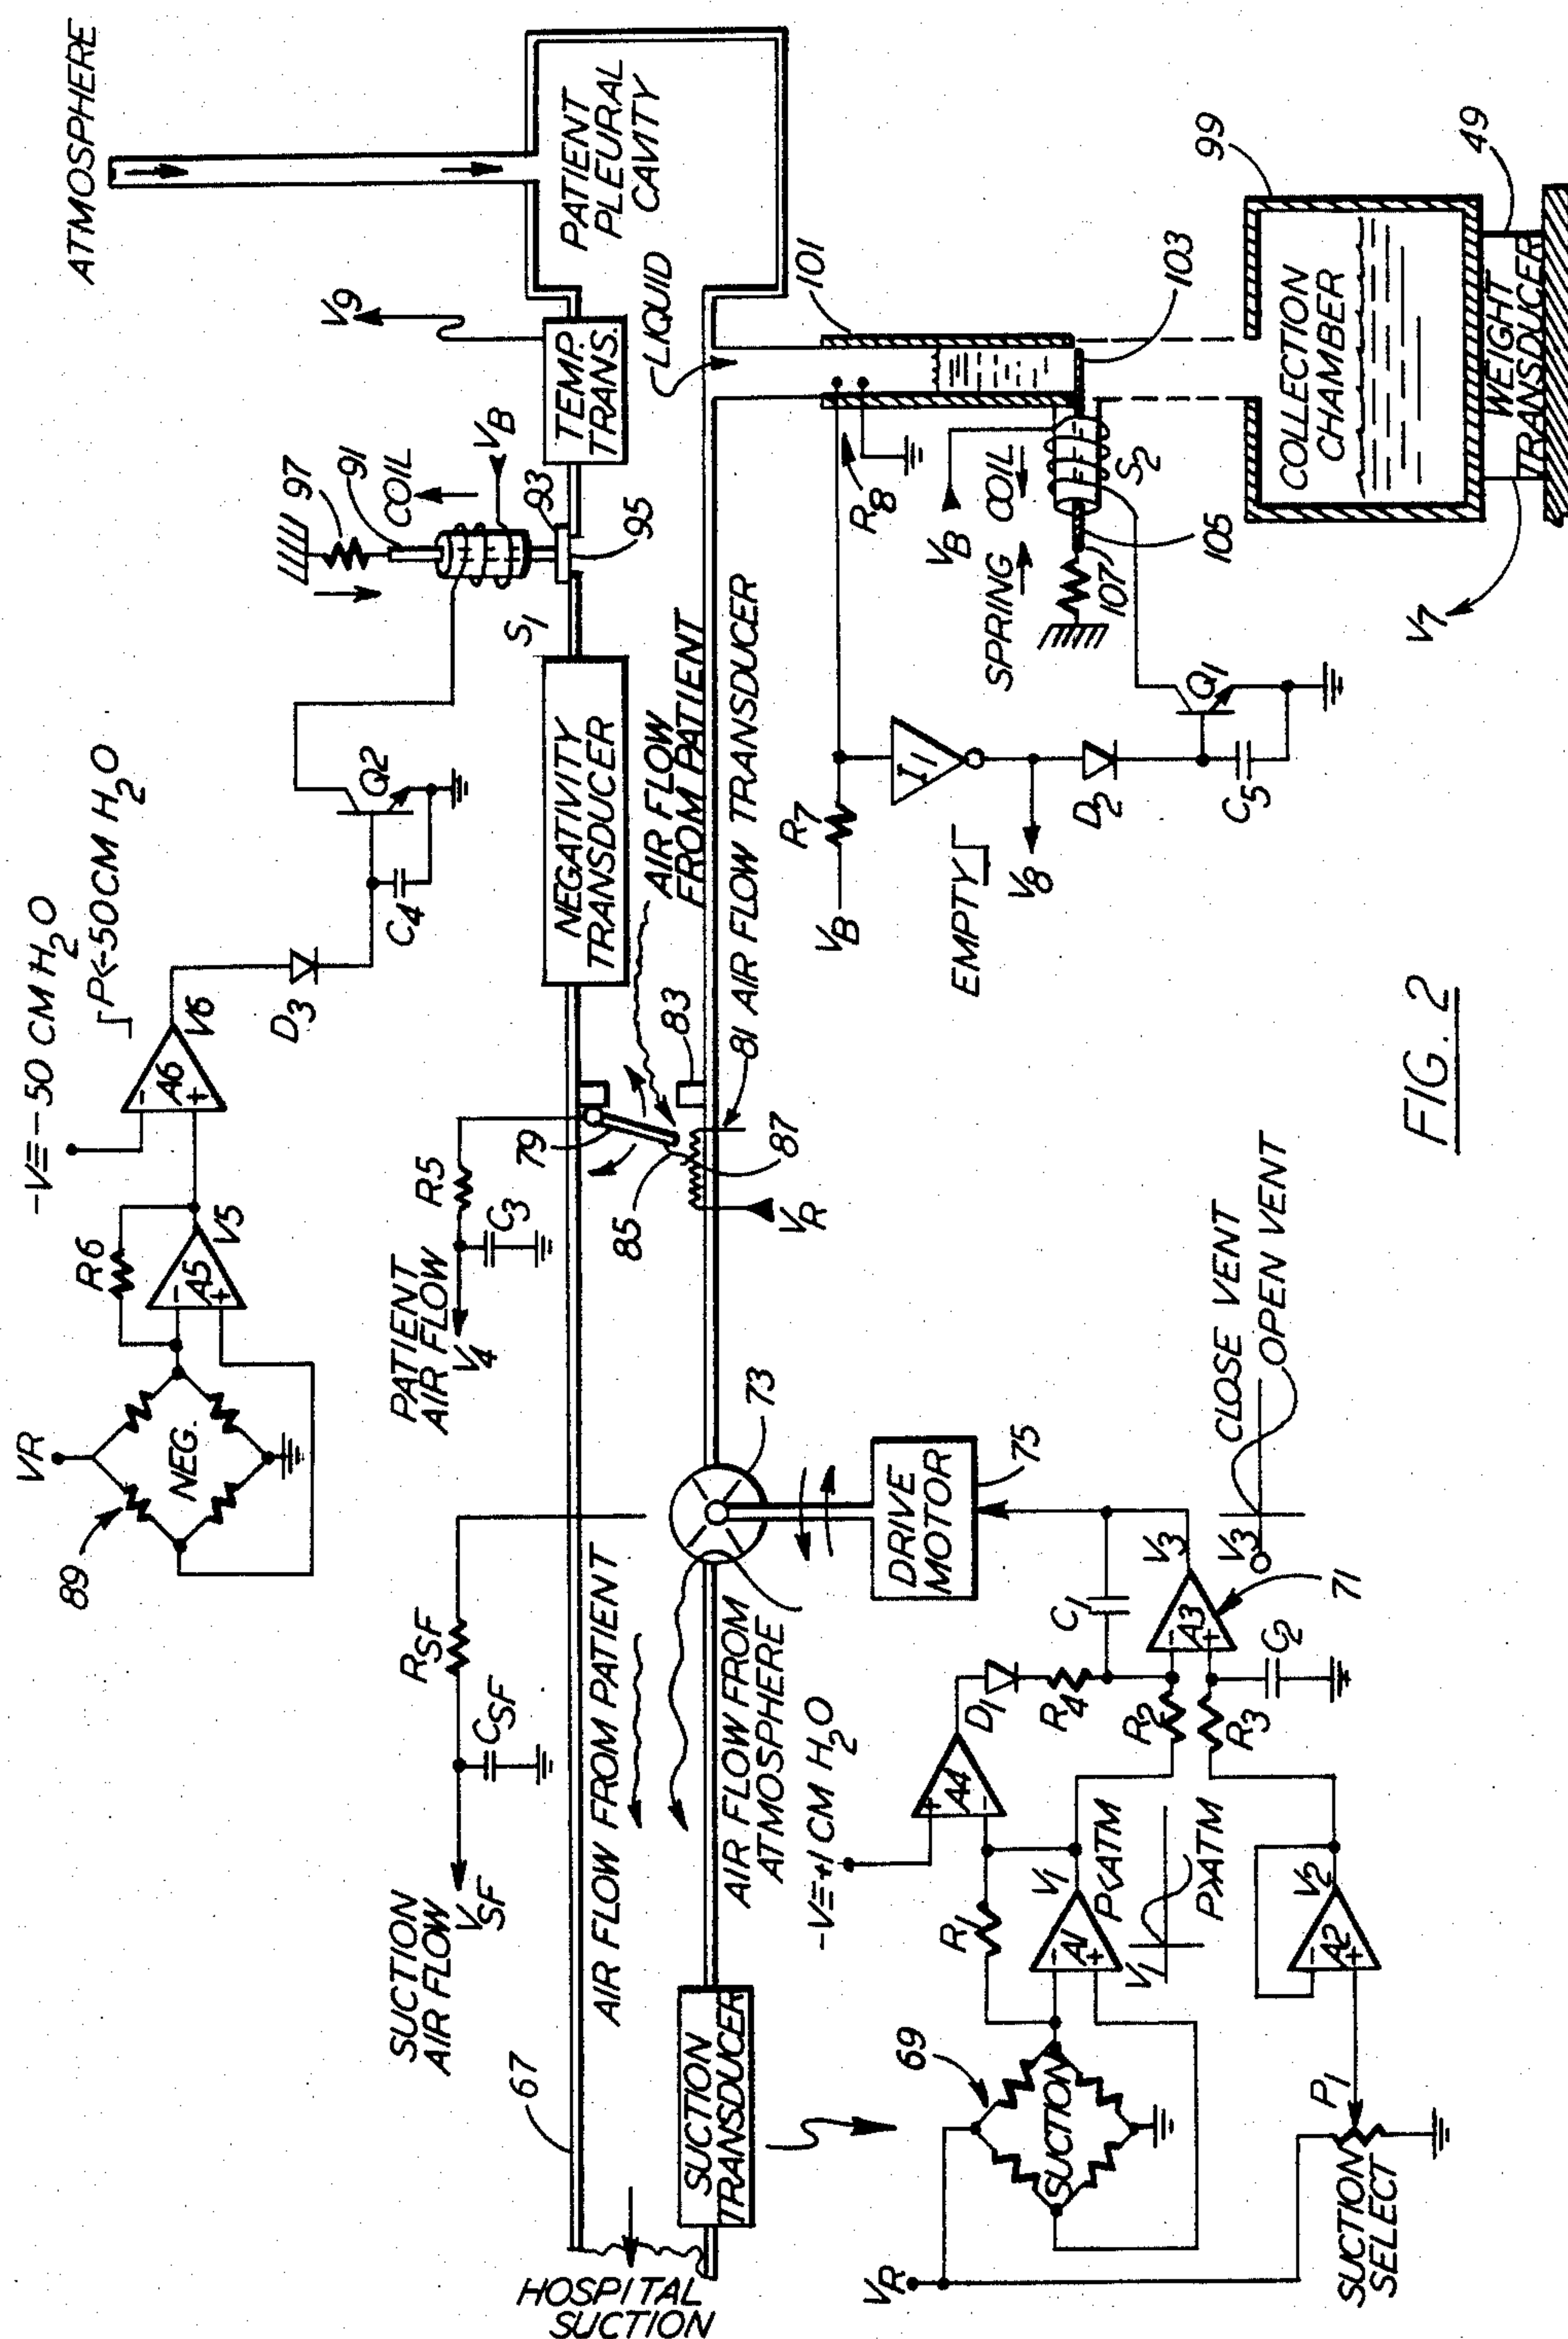 ATMOSPHERE
PATIENT
PLEURAL
CAVITY
V9
TEMP.
TRANS.
LIQUID
97
91
COIL
VB
93
95
S1
NEGATIVITY
TRANSDUCER
AIR FLOW
FROM PATIENT
81 AIR FLOW TRANSDUCER
83
79
85
87
VR
-V≡-50 CM H2O
P<-50CM H2O
A6
-
+
V6
D3
C4
Q2
R6
A5
-
+
V5
VR
NEG.
89
R5
C3
PATIENT
AIR FLOW
V4
RSF
CSF
SUCTION
AIR FLOW
VSF
67
AIR FLOW FROM PATIENT
73
AIR FLOW FROM
ATMOSPHERE
DRIVE
MOTOR
75
HOSPITAL
SUCTION
SUCTION
TRANSDUCER
69
SUCTION
VR
SUCTION
SELECT
P1
R1
A1
-
+
V1
P<ATM
P>ATM
V1
A2
-
+
V2
-V≡+1 CM H2O
A4
+
-
D1
R4
R2
R3
C1
C2
A3
-
+
V3
71
V3
CLOSE VENT
OPEN VENT
101
103
R8
VB
COIL
S2
SPRING
105
107
VB
R7
I1
EMPTY
V8
D2
C5
Q1
99
COLLECTION
CHAMBER
WEIGHT
TRANSDUCER
49
V7
FIG. 2